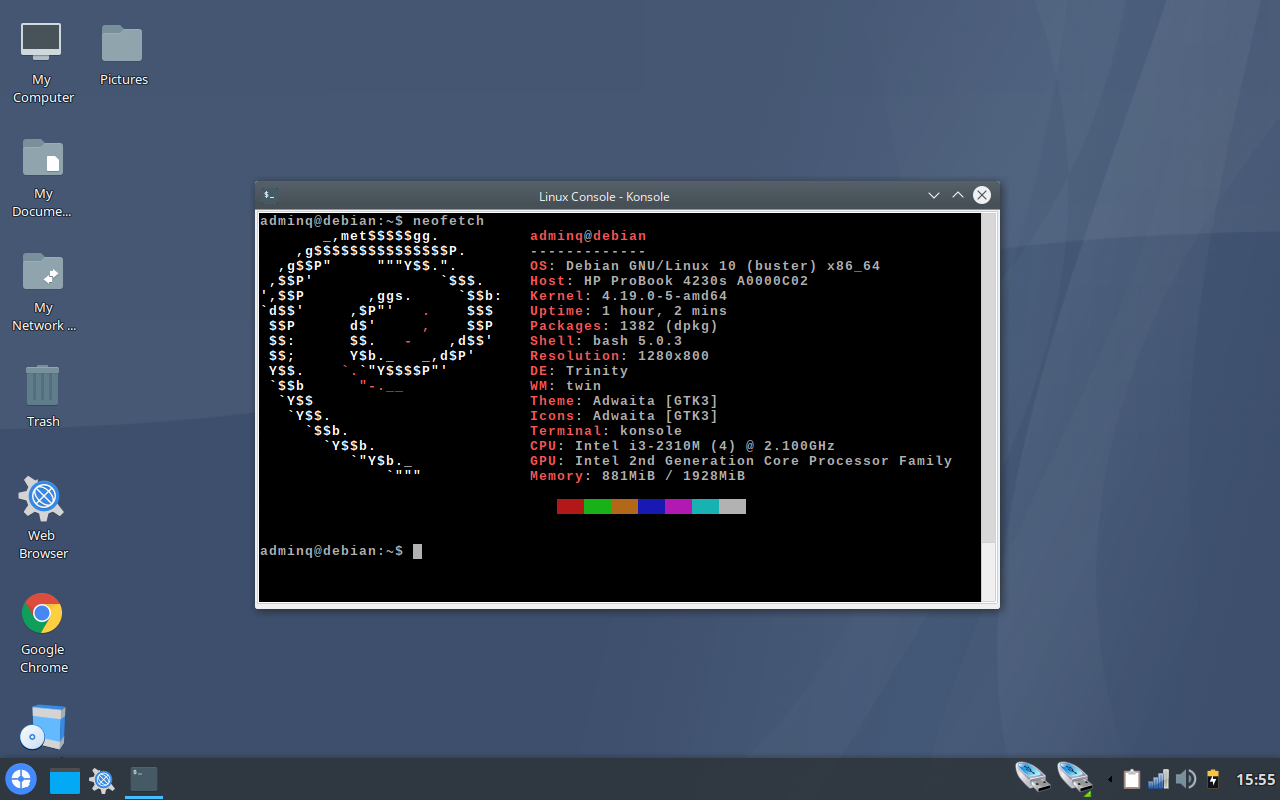 My
Computer
Pictures
My
Docume...
My
Network ...
Trash
Web
Browser
Google
Chrome
Linux Console - Konsole
adminq@debian:~$ neofetch
       _,met$$$$$gg.          adminq@debian
    ,g$$$$$$$$$$$$$$$P.       -------------
  ,g$$P"     """Y$$.".        OS: Debian GNU/Linux 10 (buster) x86_64
 ,$$P'              `$$$.     Host: HP ProBook 4230s A0000C02
',$$P       ,ggs.     `$$b:   Kernel: 4.19.0-5-amd64
`d$$'     ,$P"'   .    $$$    Uptime: 1 hour, 2 mins
 $$P      d$'     ,    $$P    Packages: 1382 (dpkg)
 $$:      $$.   -    ,d$$'    Shell: bash 5.0.3
 $$;      Y$b._   _,d$P'      Resolution: 1280x800
 Y$$.    `.`"Y$$$$P"'         DE: Trinity
 `$$b      "-.__              WM: twin
  `Y$$                        Theme: Adwaita [GTK3]
   `Y$$.                      Icons: Adwaita [GTK3]
     `$$b.                    Terminal: konsole
       `Y$$b.                 CPU: Intel i3-2310M (4) @ 2.100GHz
          `"Y$b._             GPU: Intel 2nd Generation Core Processor Family
              `"""            Memory: 881MiB / 1928MiB
adminq@debian:~$
15:55